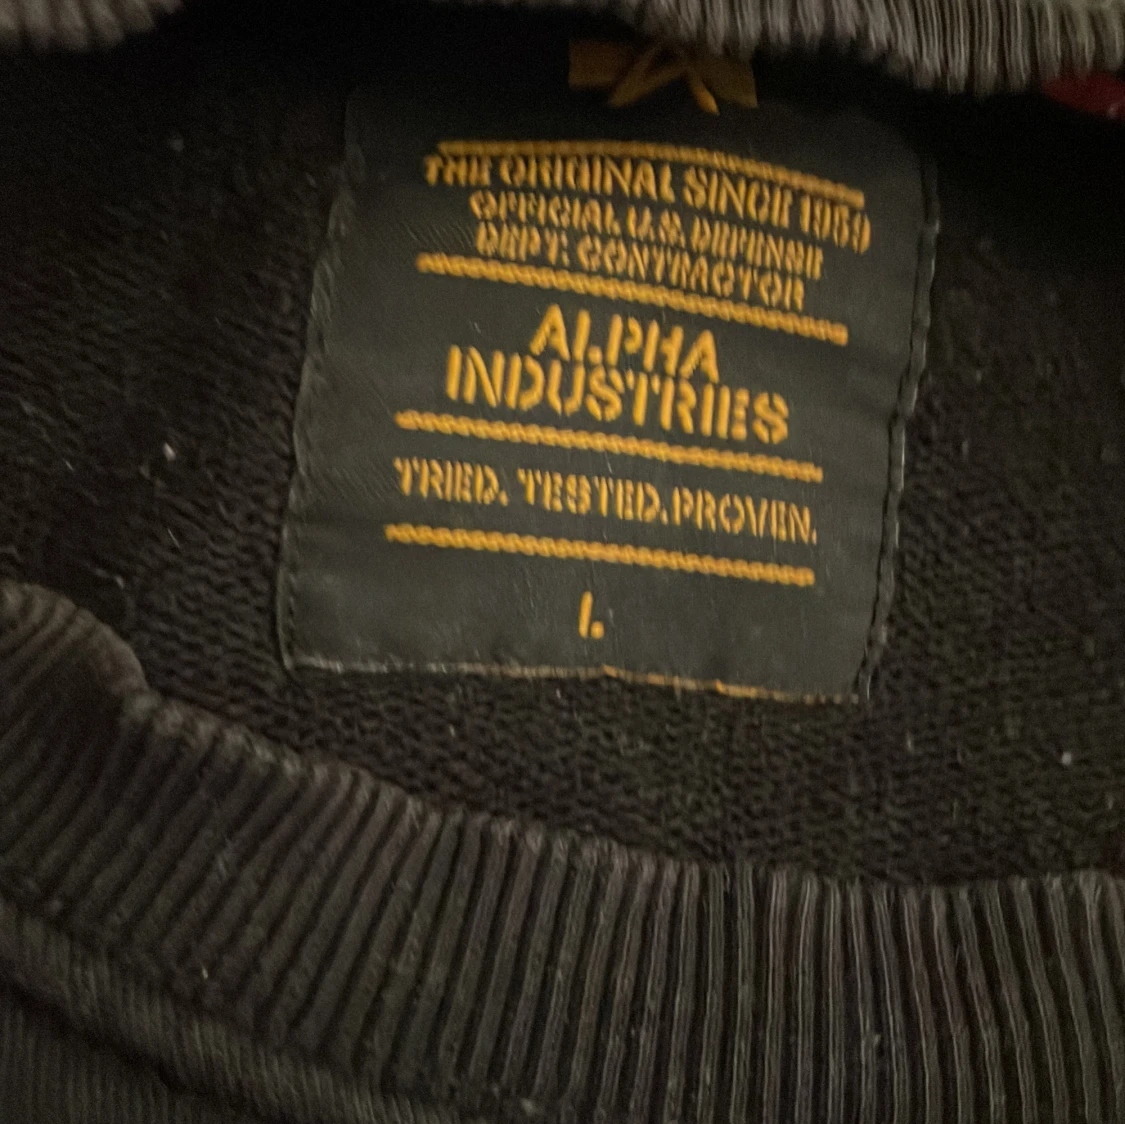 THE ORIGINAL SINCE 1959
OFFICIAL U.S. DEFENSE
DEPT. CONTRACTOR
ALPHA
INDUSTRIES
TRIED. TESTED. PROVEN.
L